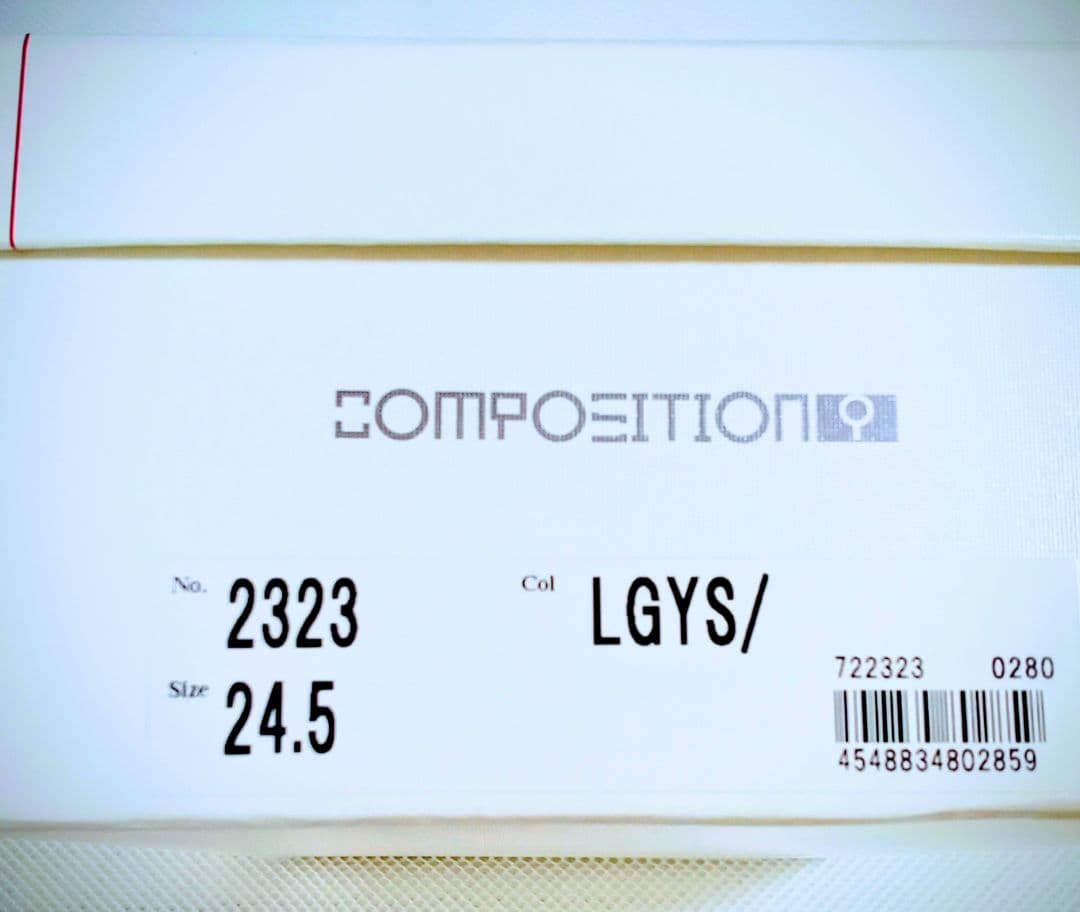 COMPOSITION9
No. 2323 Col LGYS/
Size 24.5
722323 0280
4548834802859